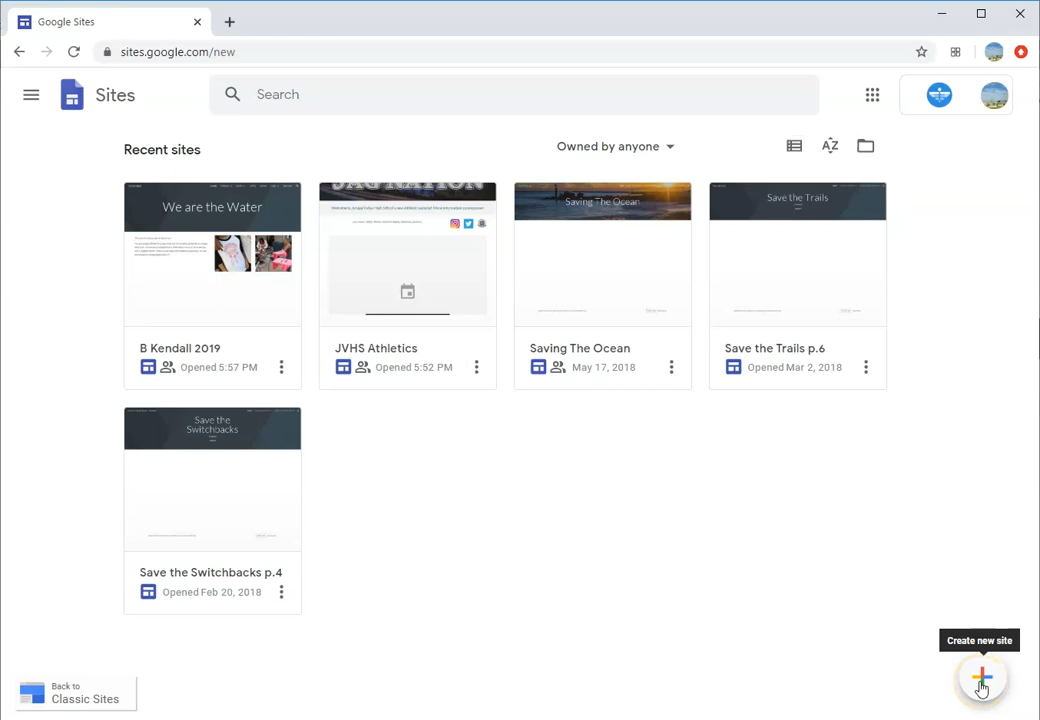 Google Sites
sites.google.com/new
Sites
Search
Recent sites
Owned by anyone
AZ
We are the Water
JAG NATION
Saving The Ocean
Save the Trails
B Kendall 2019
Opened 5:57 PM
JVHS Athletics
Opened 5:52 PM
Saving The Ocean
May 17, 2018
Save the Trails p.6
Opened Mar 2, 2018
Save the
Switchbacks
Save the Switchbacks p.4
Opened Feb 20, 2018
Create new site
Back to
Classic Sites